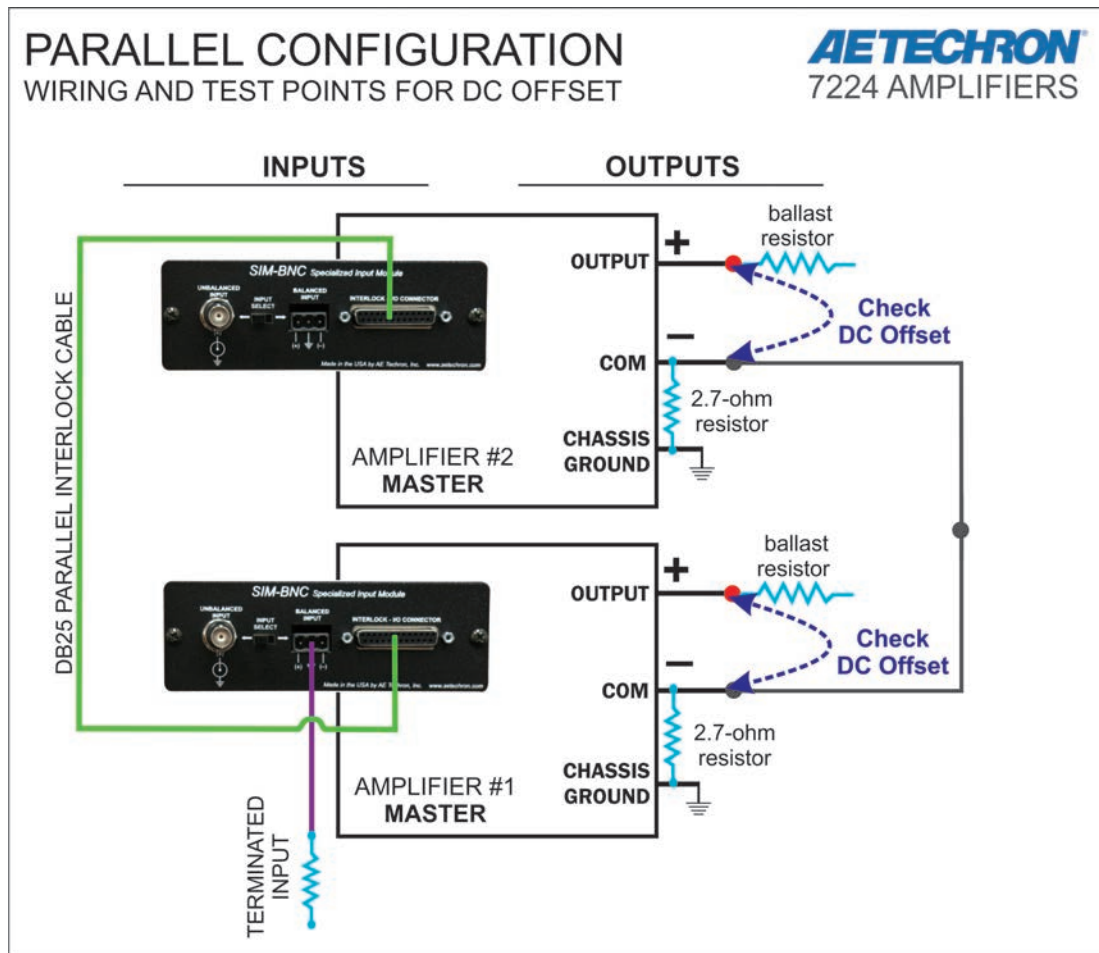 PARALLEL CONFIGURATION
WIRING AND TEST POINTS FOR DC OFFSET
AE TECHRON®
7224 AMPLIFIERS
INPUTS
OUTPUTS
DB25 PARALLEL INTERLOCK CABLE
SIM-BNC Specialized Input Module
UNBALANCED
INPUT
INPUT
SELECT
BALANCED
INPUT
INTERLOCK - I/O CONNECTOR
(+)
(–)
Made in the USA by AE Techron, Inc. www.aetechron.com
AMPLIFIER #2
MASTER
OUTPUT
+
ballast
resistor
Check
DC Offset
–
COM
2.7-ohm
resistor
CHASSIS
GROUND
SIM-BNC Specialized Input Module
UNBALANCED
INPUT
INPUT
SELECT
BALANCED
INPUT
INTERLOCK - I/O CONNECTOR
(+)
(–)
Made in the USA by AE Techron, Inc. www.aetechron.com
AMPLIFIER #1
MASTER
OUTPUT
+
ballast
resistor
Check
DC Offset
–
COM
2.7-ohm
resistor
CHASSIS
GROUND
TERMINATED
INPUT